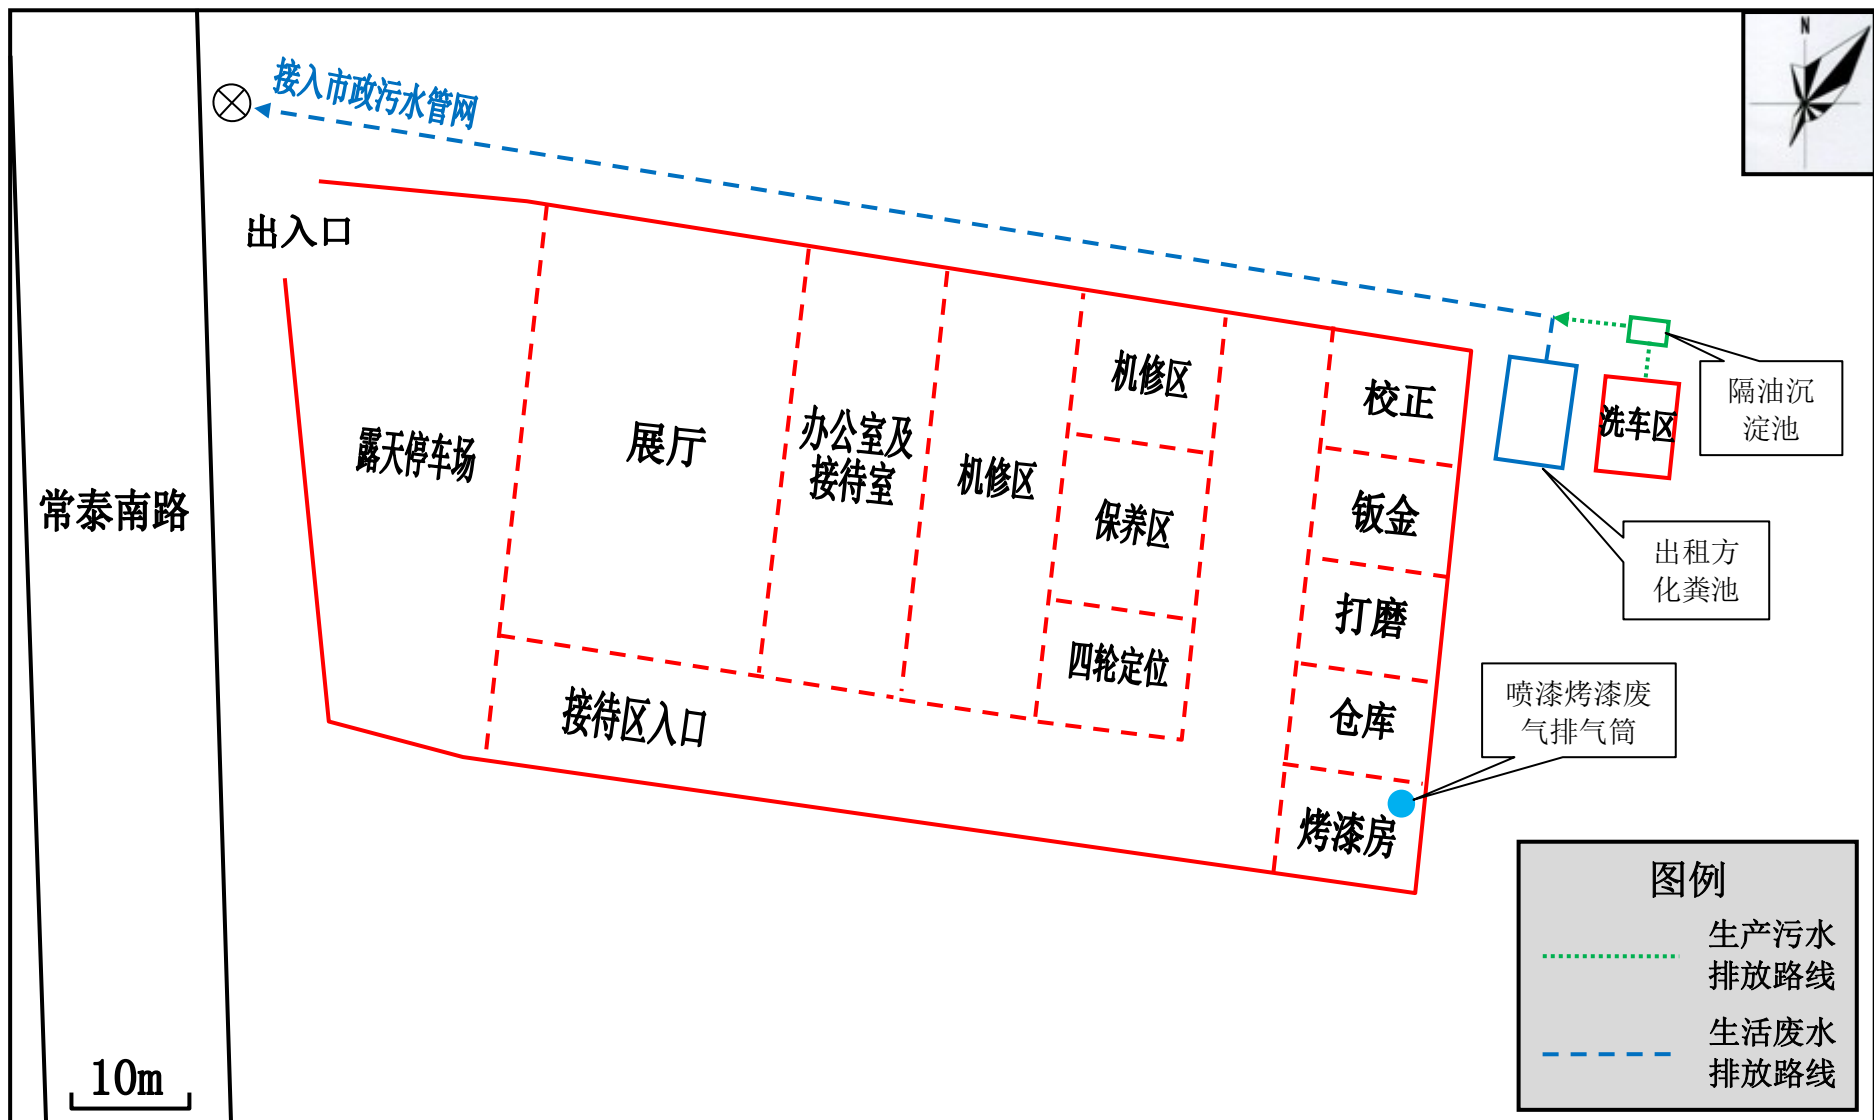 N
接入市政污水管网
出入口
常泰南路
露天停车场
展厅
办公室及
接待室
机修区
机修区
保养区
四轮定位
接待区入口
校正
钣金
打磨
仓库
烤漆房
洗车区
隔油沉
淀池
出租方
化粪池
喷漆烤漆废
气排气筒
图例
生产污水
排放路线
生活废水
排放路线
10m